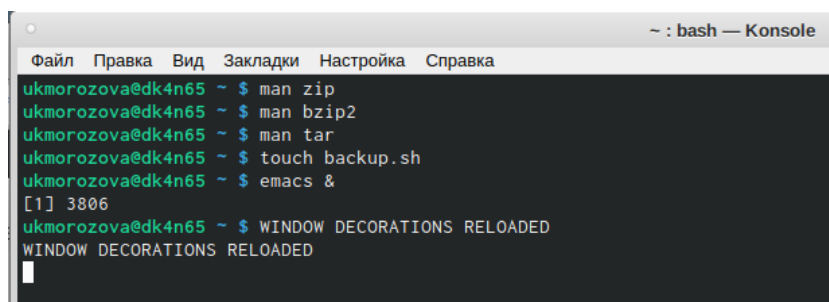 ~ : bash — Konsole
Файл Правка Вид Закладки Настройка Справка
ukmorozova@dk4n65 ~ $ man zip
ukmorozova@dk4n65 ~ $ man bzip2
ukmorozova@dk4n65 ~ $ man tar
ukmorozova@dk4n65 ~ $ touch backup.sh
ukmorozova@dk4n65 ~ $ emacs &
[1] 3806
ukmorozova@dk4n65 ~ $ WINDOW DECORATIONS RELOADED
WINDOW DECORATIONS RELOADED